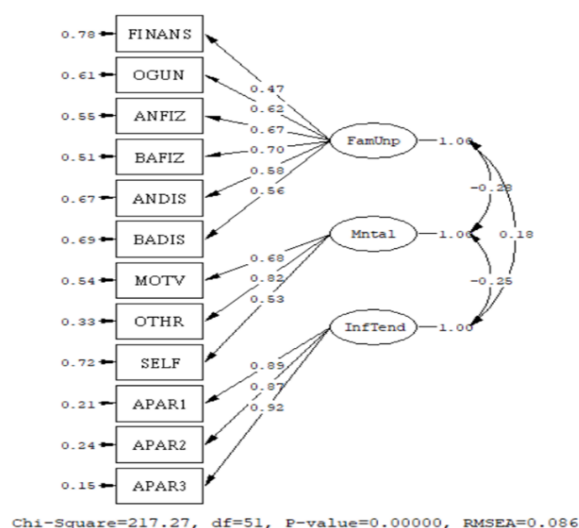 0.78 FINANS
0.47
0.61 OGUN
0.62
0.55 ANFIZ
0.67
FamUnp 1.00
0.51 BAFIZ
0.70
0.58
0.67 ANDIS
0.56
-0.28
0.69 BADIS
0.68
Mntal 1.00 0.18
0.54 MOTV
0.82
0.53
-0.25
0.33 OTHR
InfTend 1.00
0.72 SELF
0.89
0.21 APAR1
0.87
0.92
0.24 APAR2
0.15 APAR3
Chi-Square=217.27, df=51, P-value=0.00000, RMSEA=0.086